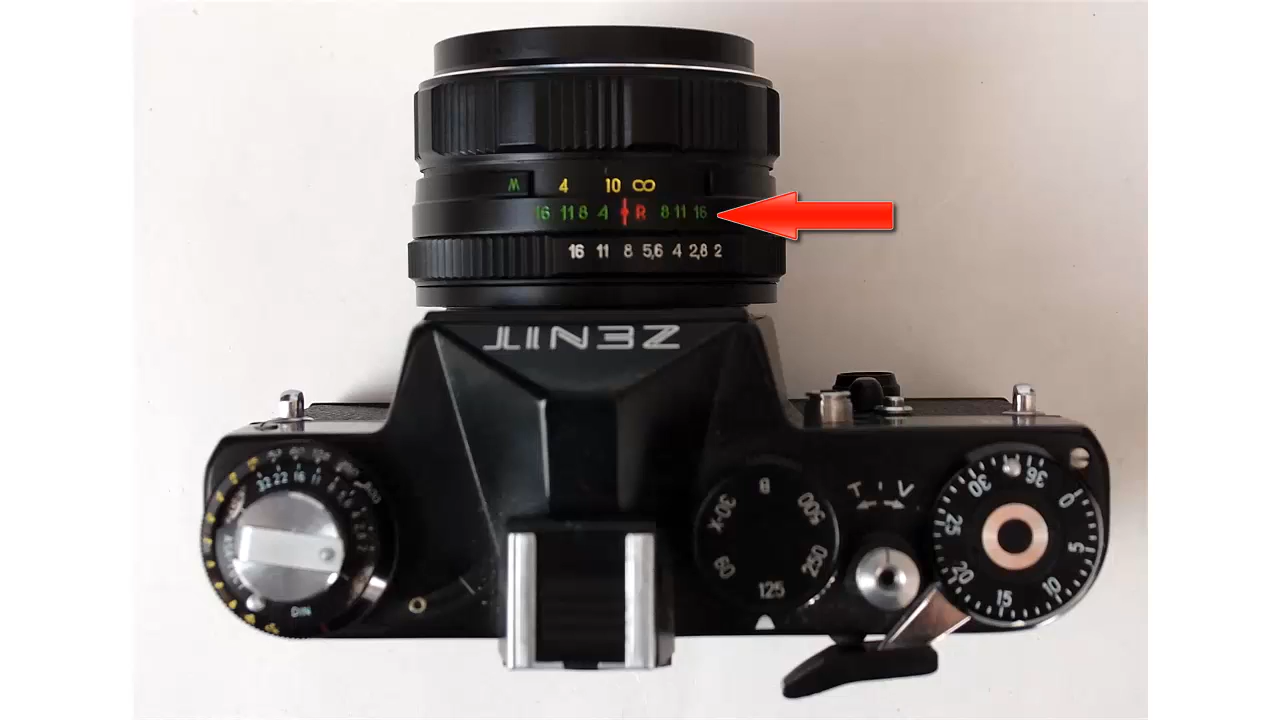 M 4 10 ∞
16 11 8 4 R 8 11 16
16 11 8 5,6 4 2,8 2
ZENIT
22 22 16 11 8
DIN
B
30-X 500
60 250
125
T V
30 36 0
25 5
20 10
15